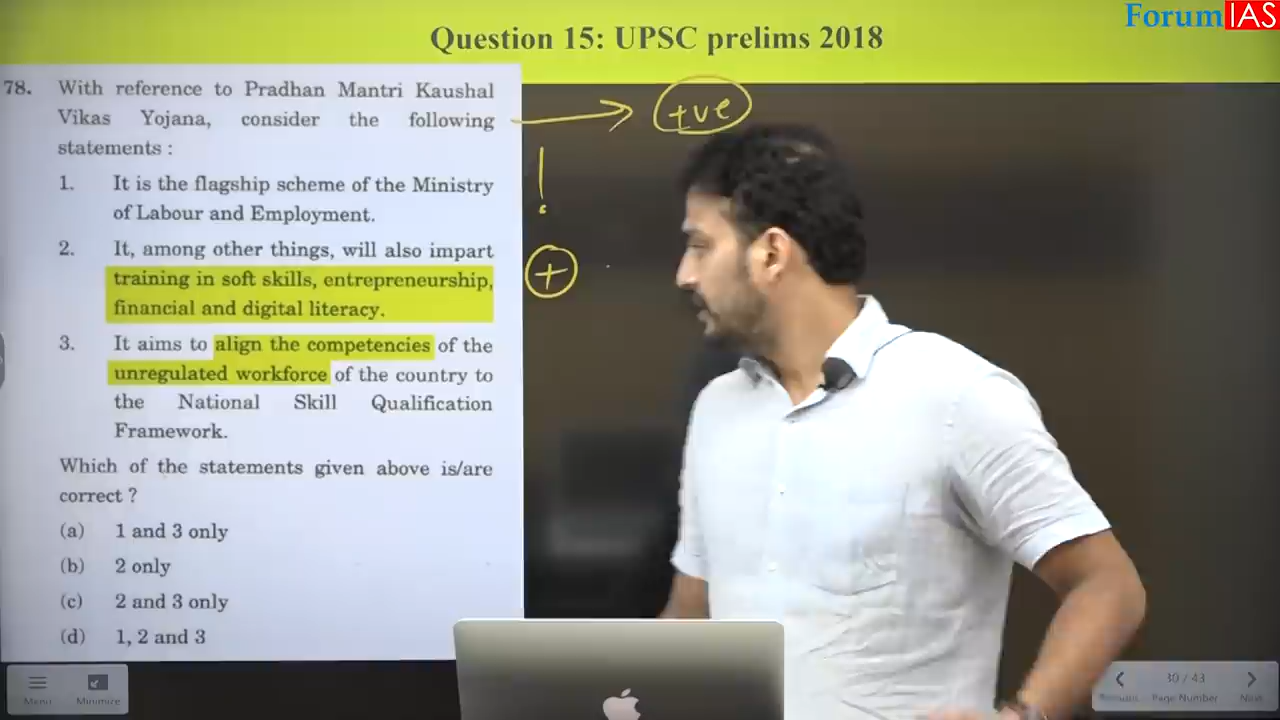 ForumIAS
Question 15: UPSC prelims 2018
78. With reference to Pradhan Mantri Kaushal
Vikas Yojana, consider the following
statements :
1. It is the flagship scheme of the Ministry
of Labour and Employment.
2. It, among other things, will also impart
training in soft skills, entrepreneurship,
financial and digital literacy.
3. It aims to align the competencies of the
unregulated workforce of the country to
the National Skill Qualification
Framework.
Which of the statements given above is/are
correct ?
(a) 1 and 3 only
(b) 2 only
(c) 2 and 3 only
(d) 1, 2 and 3
+ve
!
+
Menu Minimize
30 / 43
Previous Page Number Next